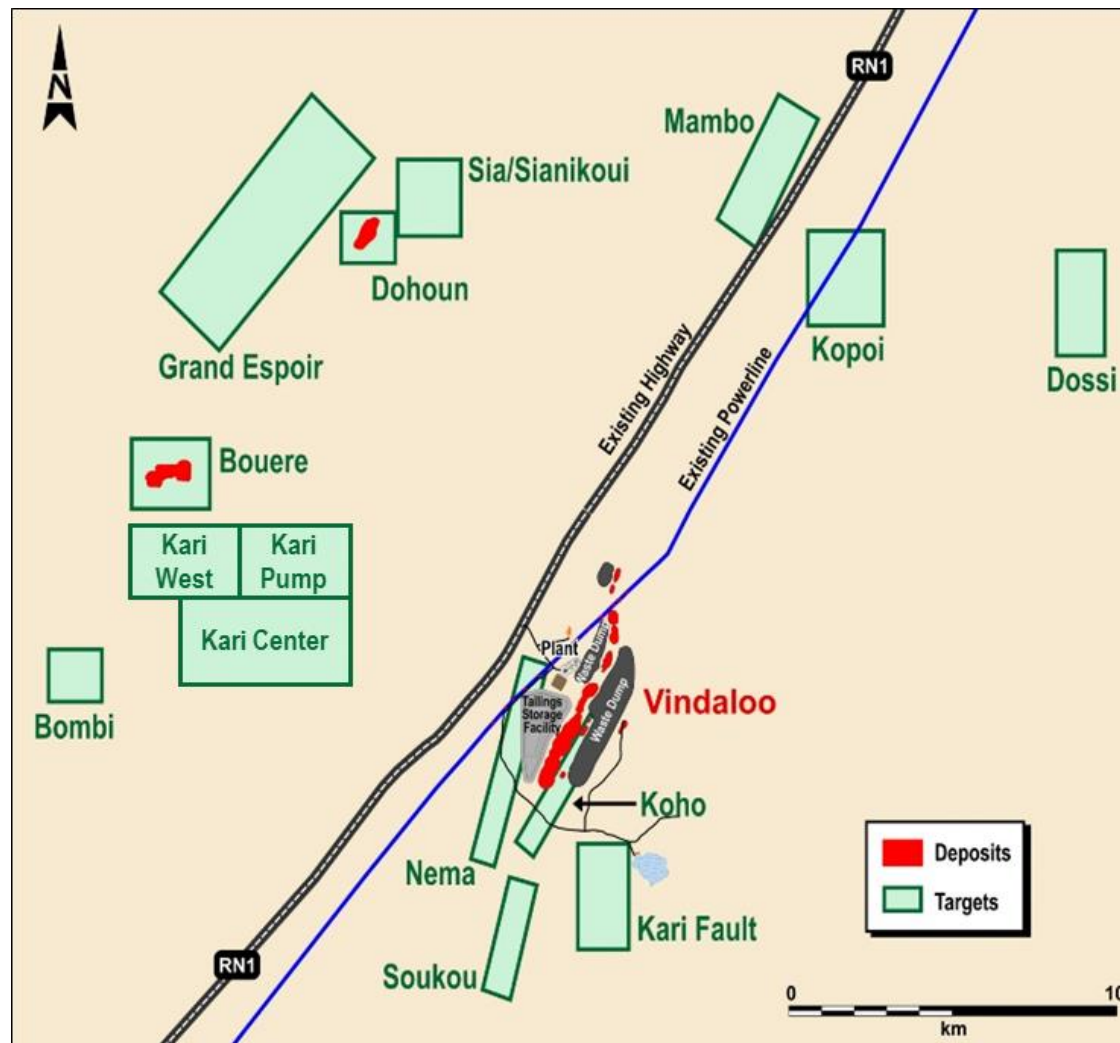 N
RN1
Mambo
Sia/Sianikoui
Dohoun
Grand Espoir
Kopoi
Dossi
Existing Highway
Existing Powerline
Bouere
Kari
West
Kari
Pump
Kari Center
Bombi
Plant
Waste Dump
Vindaloo
Tailings
Storage
Facility
Waste Dump
Koho
Nema
Kari Fault
Soukou
RN1
Deposits
Targets
0
10
km